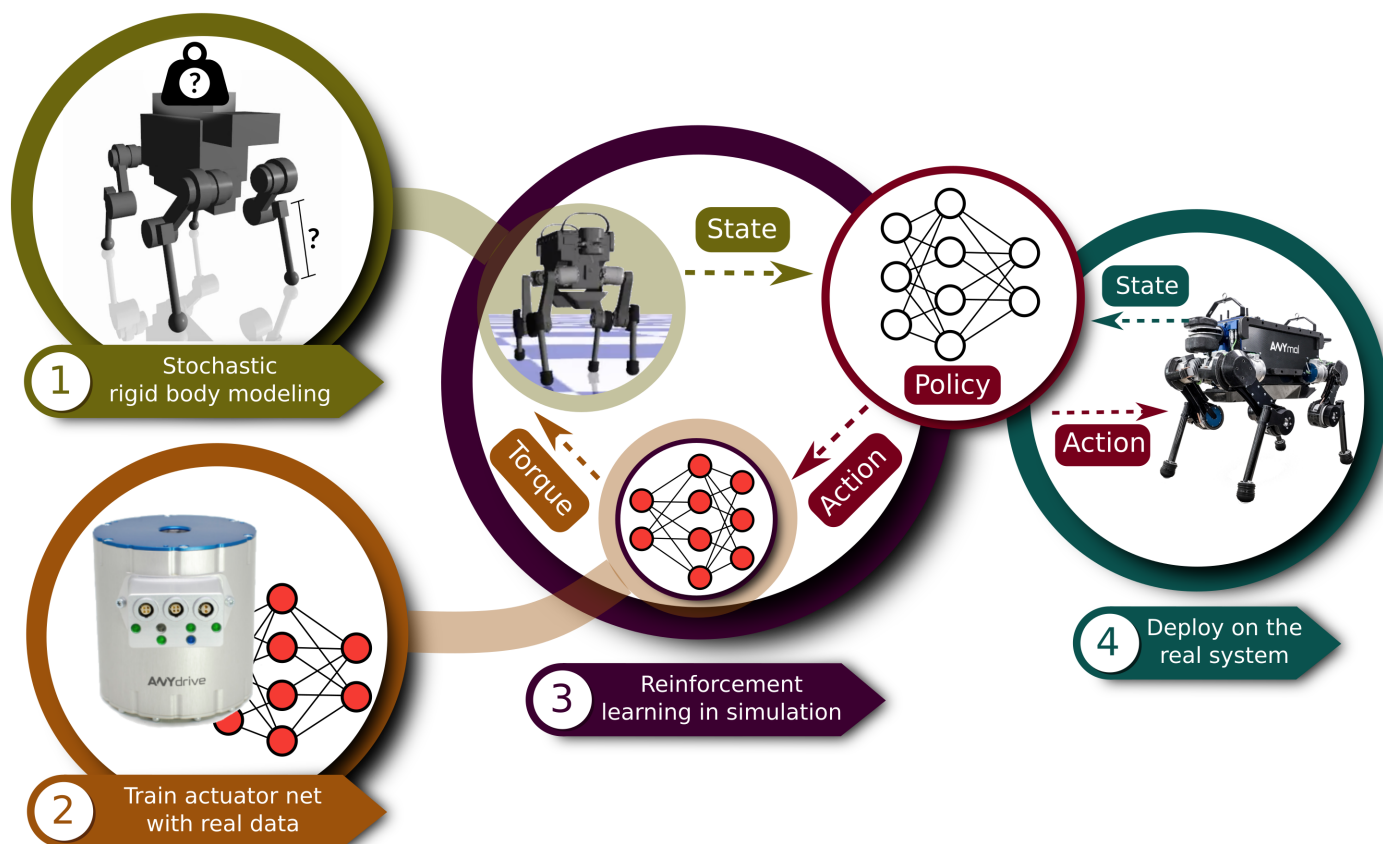 ?
?
1
Stochastic
rigid body modeling
State
Policy
Action
Torque
State
ANYmal
Action
ANYdrive
2
Train actuator net
with real data
3
Reinforcement
learning in simulation
4
Deploy on the
real system